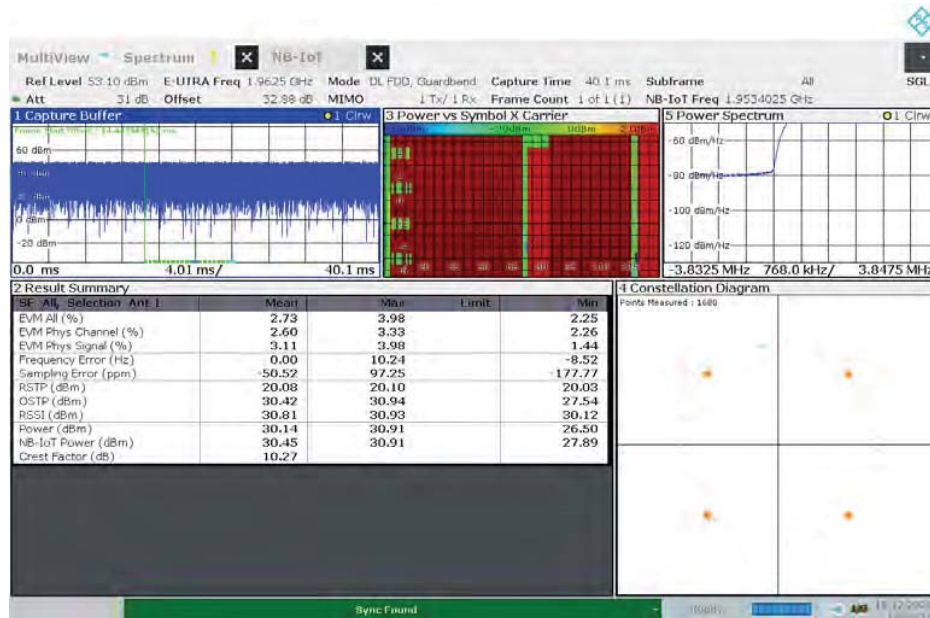 MultiView
Spectrum
NB-IoT
Ref Level 53.10 dBm E-UTRA Freq 1.9625 GHz Mode DL FDD, Guardband Capture Time 40.1 ms Subframe All SGL
Att 31 dB Offset 32.98 dB MIMO 1 Tx/ 1 Rx Frame Count 1 of 1 (1) NB-IoT Freq 1.9534025 GHz
1 Capture Buffer 1 Clrw
60 dBm
0 dBm
-20 dBm
0.0 ms 4.01 ms/ 40.1 ms
3 Power vs Symbol X Carrier
5 Power Spectrum 1 Clrw
-60 dBm/Hz
-80 dBm/Hz
-100 dBm/Hz
-120 dBm/Hz
-3.8325 MHz 768.0 kHz/ 3.8475 MHz
2 Result Summary
SF All, Selection Ant 1 Mean Max Limit Min
EVM All (%) 2.73 3.98 2.25
EVM Phys Channel (%) 2.60 3.33 2.26
EVM Phys Signal (%) 3.11 3.98 1.44
Frequency Error (Hz) 0.00 10.24 -8.52
Sampling Error (ppm) -50.52 97.25 -177.77
RSTP (dBm) 20.08 20.10 20.03
OSTP (dBm) 30.42 30.94 27.54
RSSI (dBm) 30.81 30.93 30.12
Power (dBm) 30.14 30.91 26.50
NB-IoT Power (dBm) 30.45 30.91 27.89
Crest Factor (dB) 10.27
4 Constellation Diagram
Points Measured : 1680
Sync Found